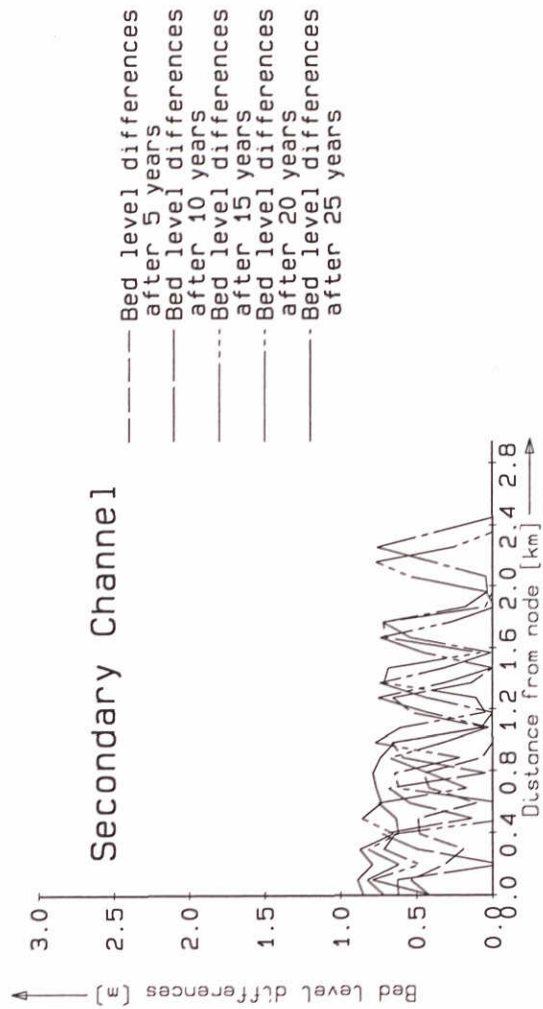 Secondary Channel
Bed level differences
after 5 years
Bed level differences
after 10 years
Bed level differences
after 15 years
Bed level differences
after 20 years
Bed level differences
after 25 years
3.0
2.5
2.0
1.5
1.0
0.5
0.0
Bed level differences [m]
0.0 0.4 0.8 1.2 1.6 2.0 2.4 2.8
Distance from node [km]